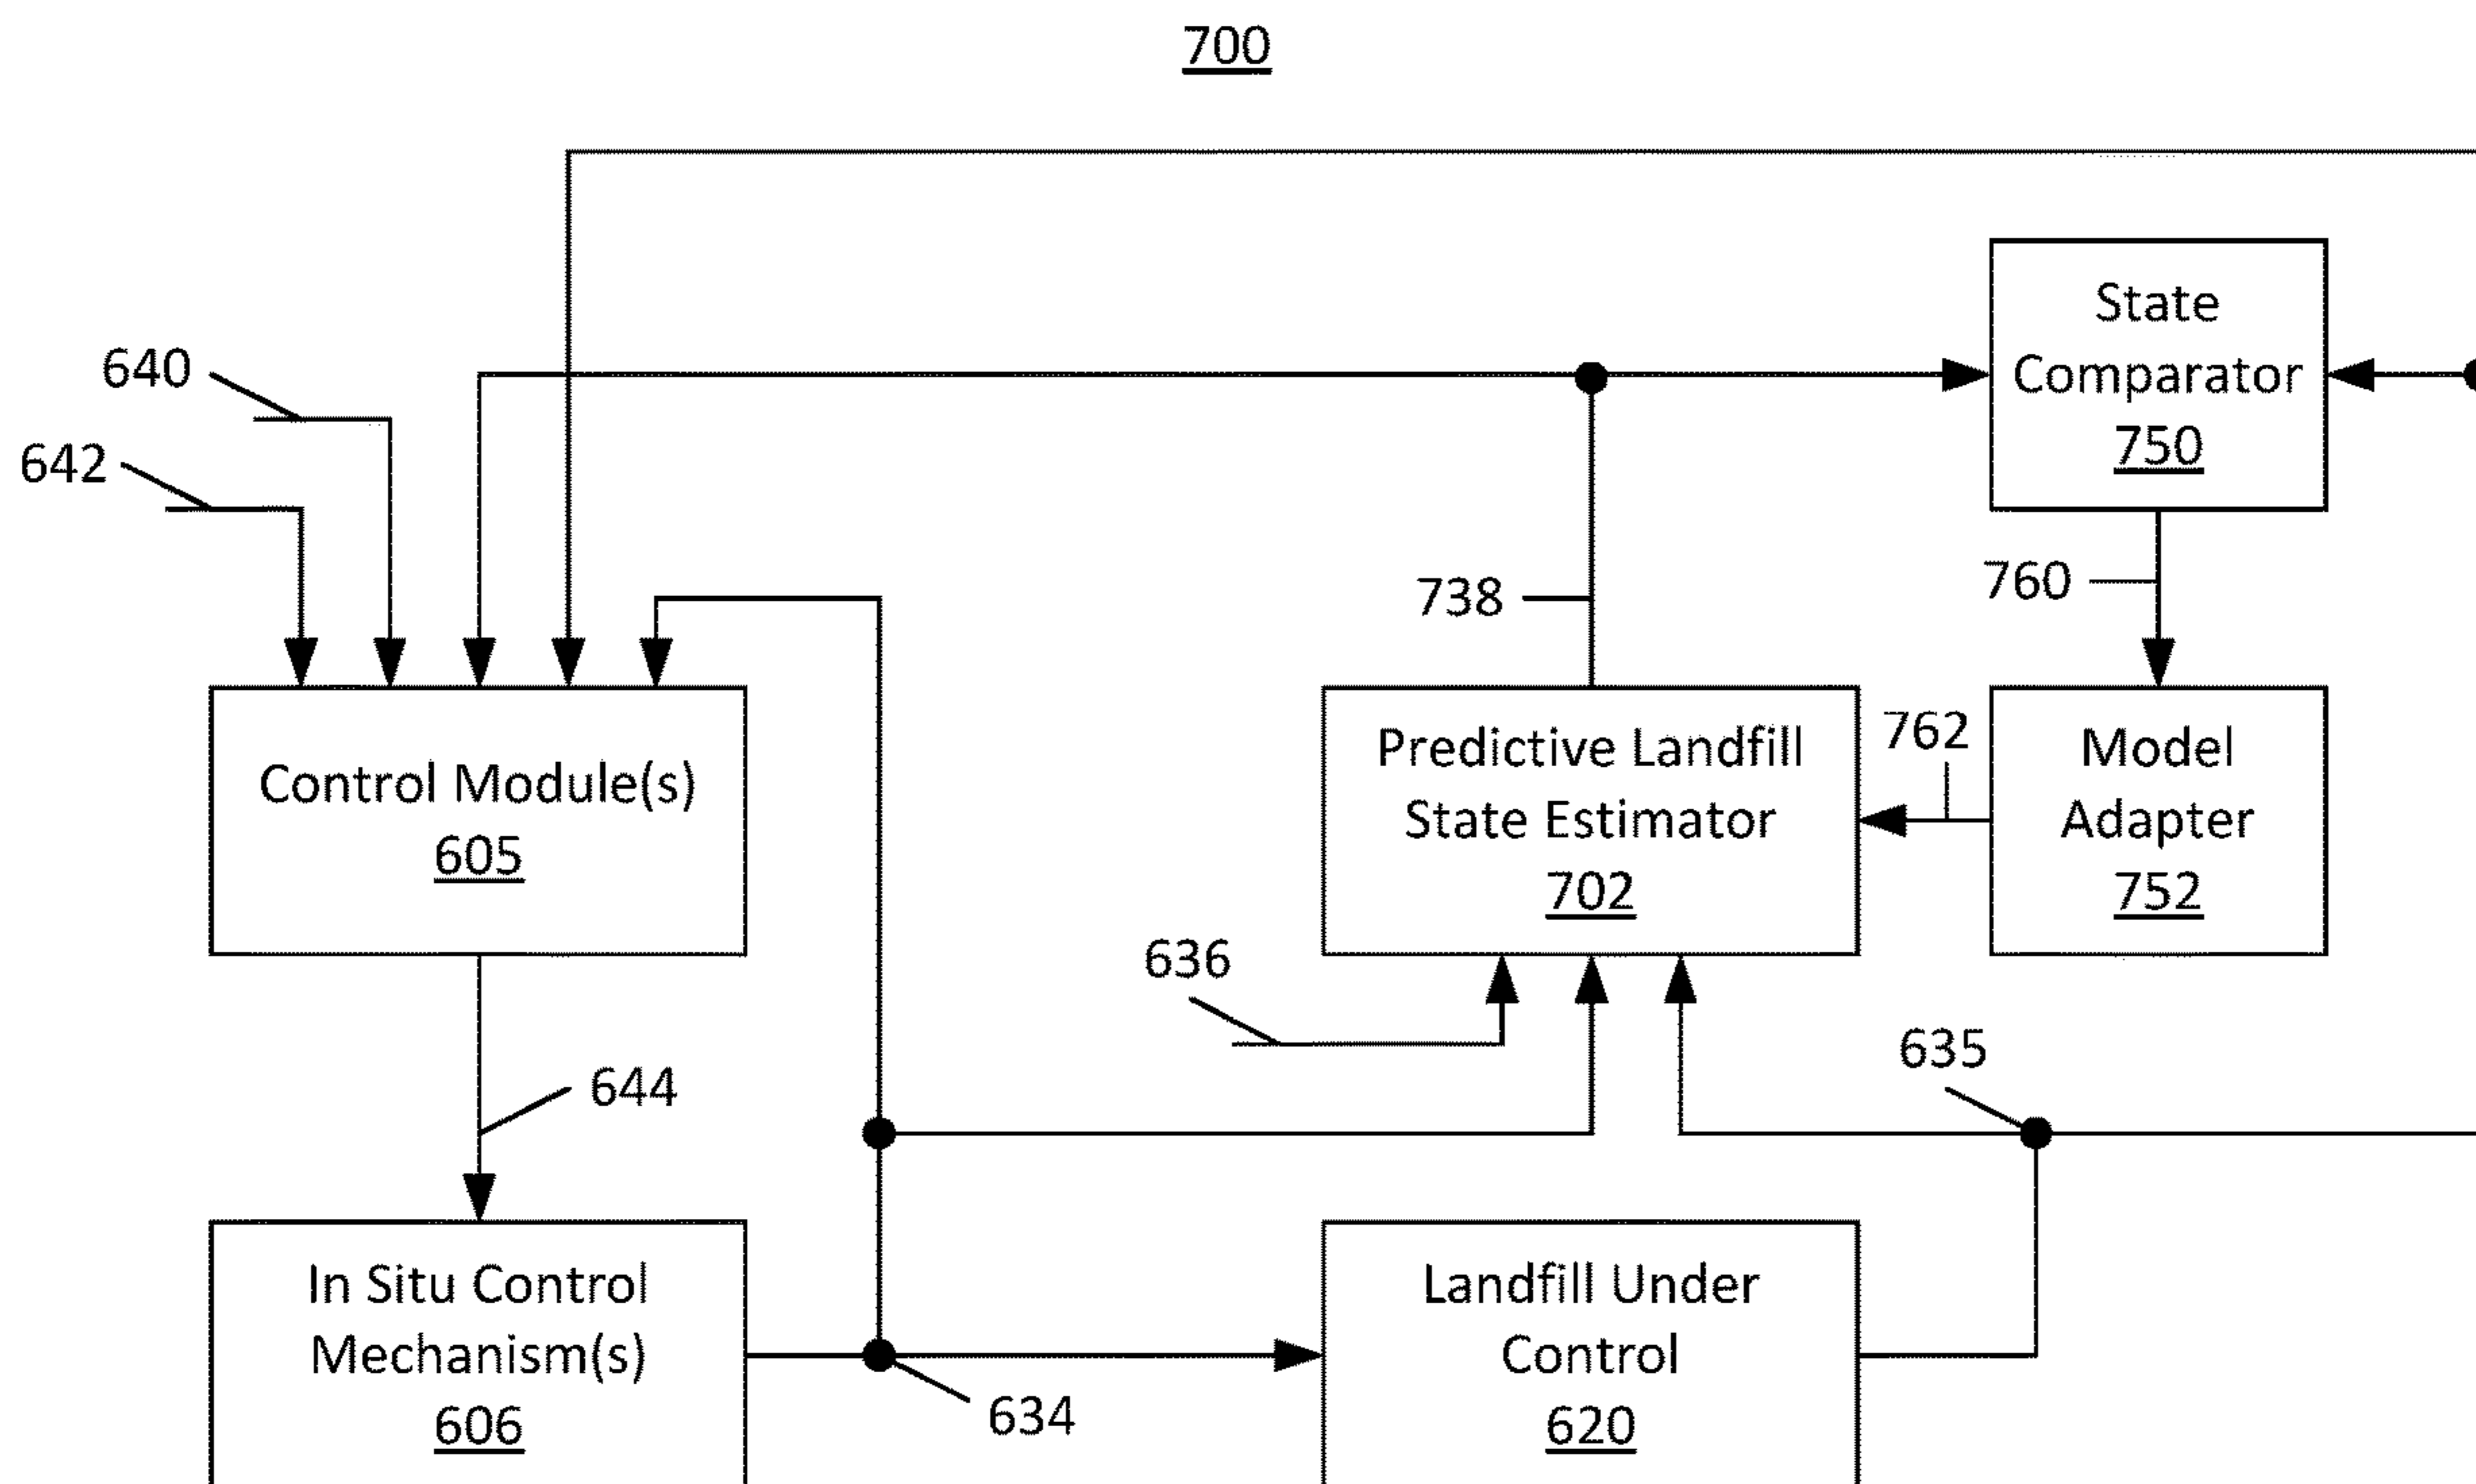 700
State
Comparator
750
640
642
760
738
Control Module(s)
605
Predictive Landfill
State Estimator
702
762
Model
Adapter
752
636
635
644
In Situ Control
Mechanism(s)
606
634
Landfill Under
Control
620